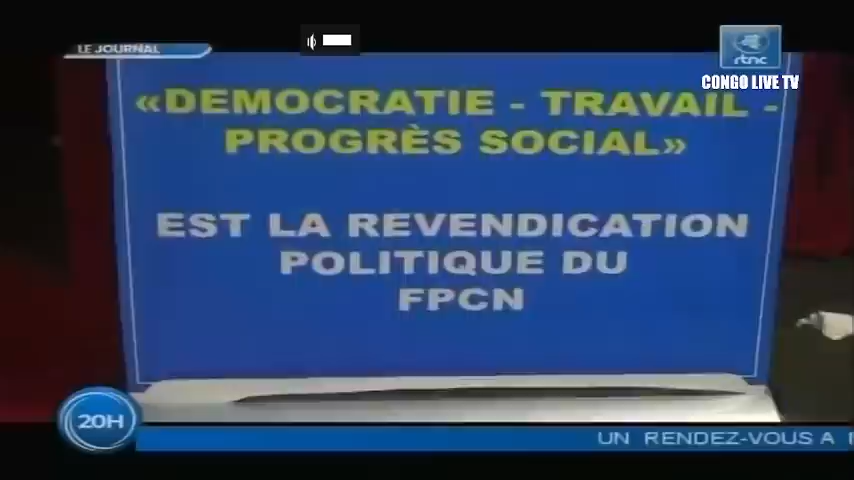 LE JOURNAL
rtnc
CONGO LIVE TV
«DEMOCRATIE - TRAVAIL -
PROGRÈS SOCIAL»
EST LA REVENDICATION
POLITIQUE DU
FPCN
20H
UN RENDEZ-VOUS A